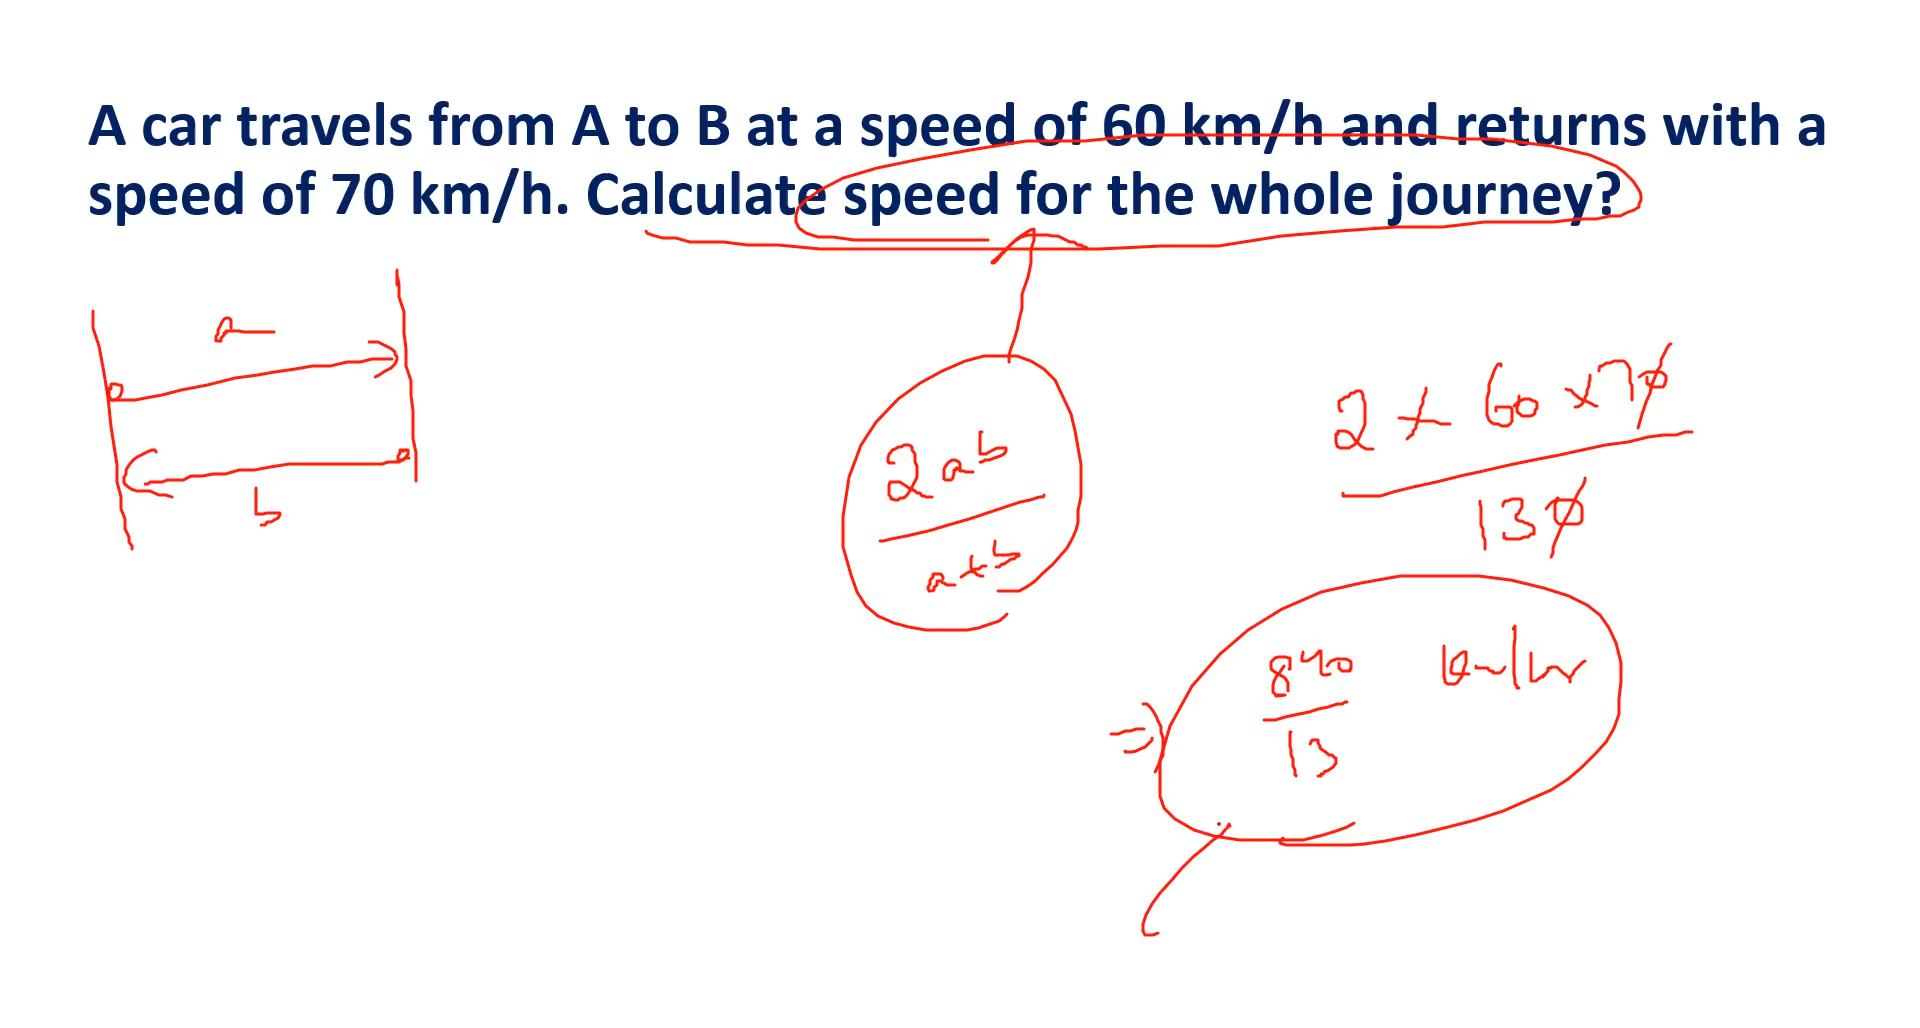 A car travels from A to B at a speed of 60 km/h and returns with a
speed of 70 km/h. Calculate speed for the whole journey?
a
b
2ab
a+b
2 × 60 × 70
130
=> 840 km/hr
13